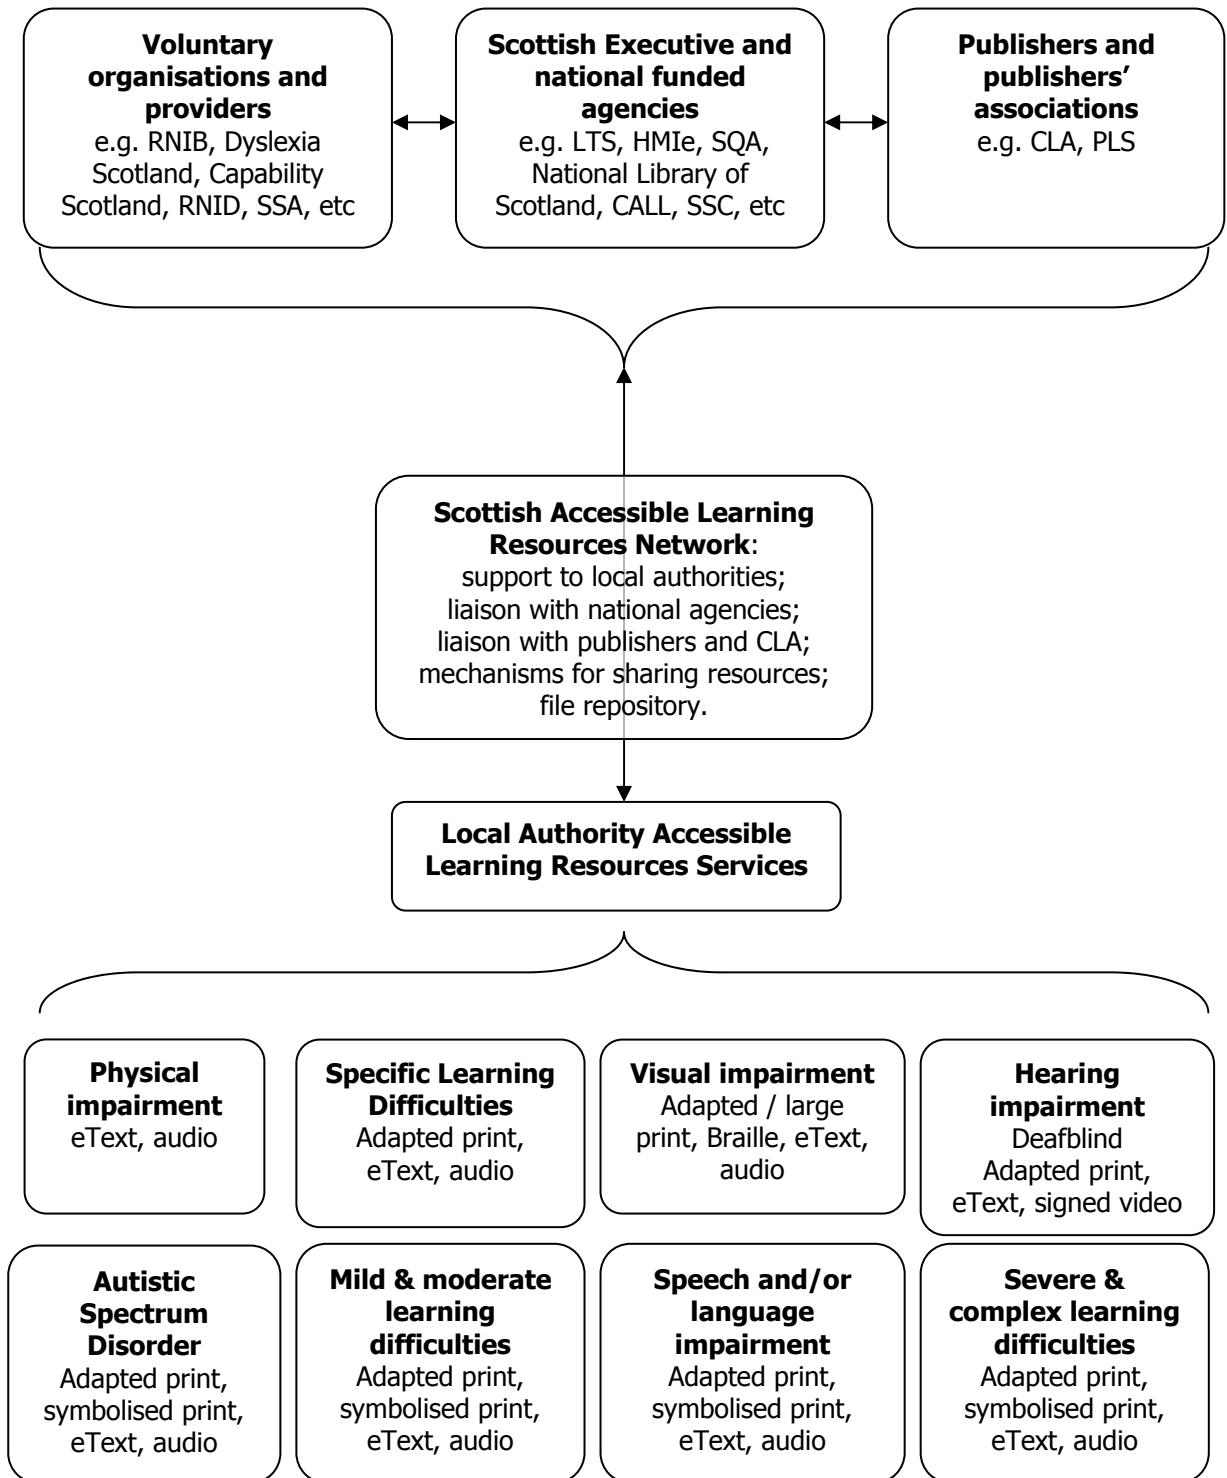 Voluntary
organisations and
providers
e.g. RNIB, Dyslexia
Scotland, Capability
Scotland, RNID, SSA, etc
Scottish Executive and
national funded
agencies
e.g. LTS, HMIe, SQA,
National Library of
Scotland, CALL, SSC, etc
Publishers and
publishers’
associations
e.g. CLA, PLS
Scottish Accessible Learning
Resources Network:
support to local authorities;
liaison with national agencies;
liaison with publishers and CLA;
mechanisms for sharing resources;
file repository.
Local Authority Accessible
Learning Resources Services
Physical
impairment
eText, audio
Specific Learning
Difficulties
Adapted print,
eText, audio
Visual impairment
Adapted / large
print, Braille, eText,
audio
Hearing
impairment
Deafblind
Adapted print,
eText, signed video
Autistic
Spectrum
Disorder
Adapted print,
symbolised print,
eText, audio
Mild & moderate
learning
difficulties
Adapted print,
symbolised print,
eText, audio
Speech and/or
language
impairment
Adapted print,
symbolised print,
eText, audio
Severe &
complex learning
difficulties
Adapted print,
symbolised print,
eText, audio